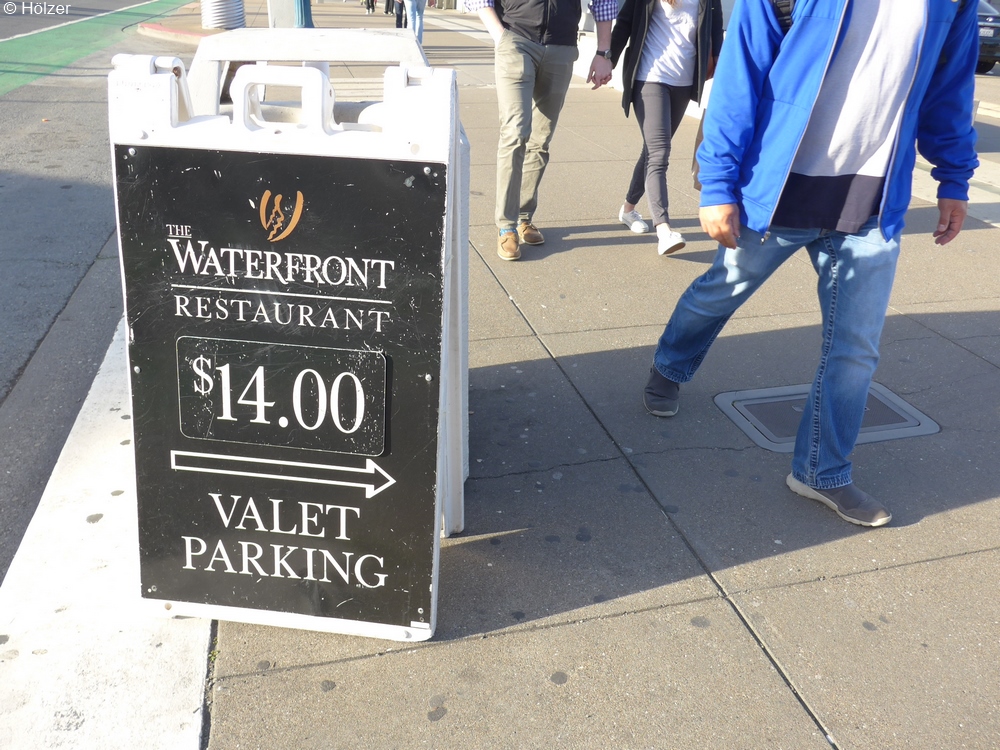 © Hölzer
THE
WATERFRONT
RESTAURANT
$14.00
VALET
PARKING